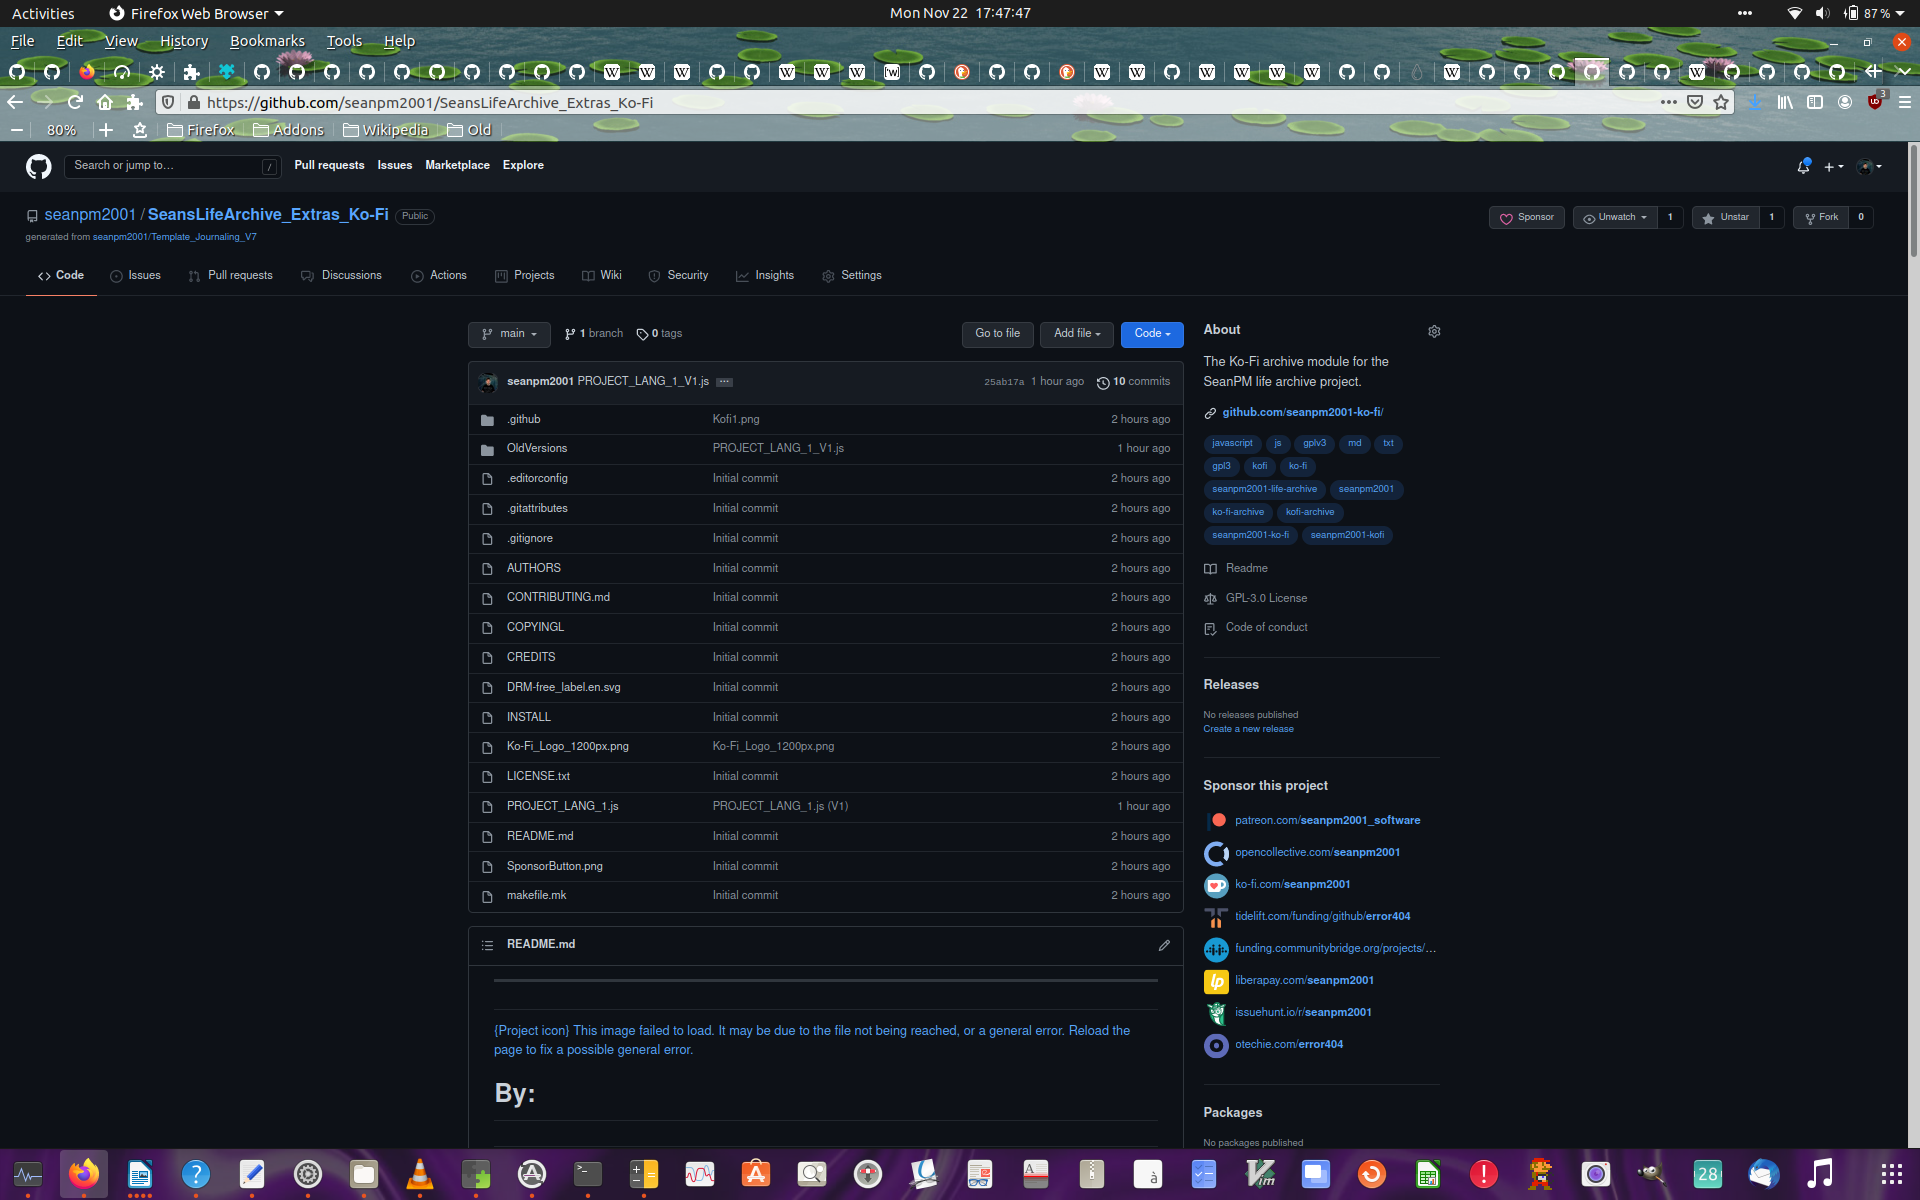 Activities Firefox Web Browser Mon Nov 22 17:47:47 87 %
File Edit View History Bookmarks Tools Help
https://github.com/seanpm2001/SeansLifeArchive_Extras_Ko-Fi 3
80% Firefox Addons Wikipedia Old
Search or jump to… / Pull requests Issues Marketplace Explore
seanpm2001 / SeansLifeArchive_Extras_Ko-Fi Public Sponsor Unwatch 1 Unstar 1 Fork 0
generated from seanpm2001/Template_Journaling_V7
Code Issues Pull requests Discussions Actions Projects Wiki Security Insights Settings
main 1 branch 0 tags Go to file Add file Code
seanpm2001 PROJECT_LANG_1_V1.js ... 25ab17a 1 hour ago 10 commits
.github Kofi1.png 2 hours ago
OldVersions PROJECT_LANG_1_V1.js 1 hour ago
.editorconfig Initial commit 2 hours ago
.gitattributes Initial commit 2 hours ago
.gitignore Initial commit 2 hours ago
AUTHORS Initial commit 2 hours ago
CONTRIBUTING.md Initial commit 2 hours ago
COPYINGL Initial commit 2 hours ago
CREDITS Initial commit 2 hours ago
DRM-free_label.en.svg Initial commit 2 hours ago
INSTALL Initial commit 2 hours ago
Ko-Fi_Logo_1200px.png Ko-Fi_Logo_1200px.png 2 hours ago
LICENSE.txt Initial commit 2 hours ago
PROJECT_LANG_1.js PROJECT_LANG_1.js (V1) 1 hour ago
README.md Initial commit 2 hours ago
SponsorButton.png Initial commit 2 hours ago
makefile.mk Initial commit 2 hours ago
README.md
{Project icon} This image failed to load. It may be due to the file not being reached, or a general error. Reload the
page to fix a possible general error.
By:
About
The Ko-Fi archive module for the
SeanPM life archive project.
github.com/seanpm2001-ko-fi/
javascript js gplv3 md txt
gpl3 kofi ko-fi
seanpm2001-life-archive seanpm2001
ko-fi-archive kofi-archive
seanpm2001-ko-fi seanpm2001-kofi
Readme
GPL-3.0 License
Code of conduct
Releases
No releases published
Create a new release
Sponsor this project
patreon.com/seanpm2001_software
opencollective.com/seanpm2001
ko-fi.com/seanpm2001
tidelift.com/funding/github/error404
funding.communitybridge.org/projects/…
liberapay.com/seanpm2001
issuehunt.io/r/seanpm2001
otechie.com/error404
Packages
No packages published
28